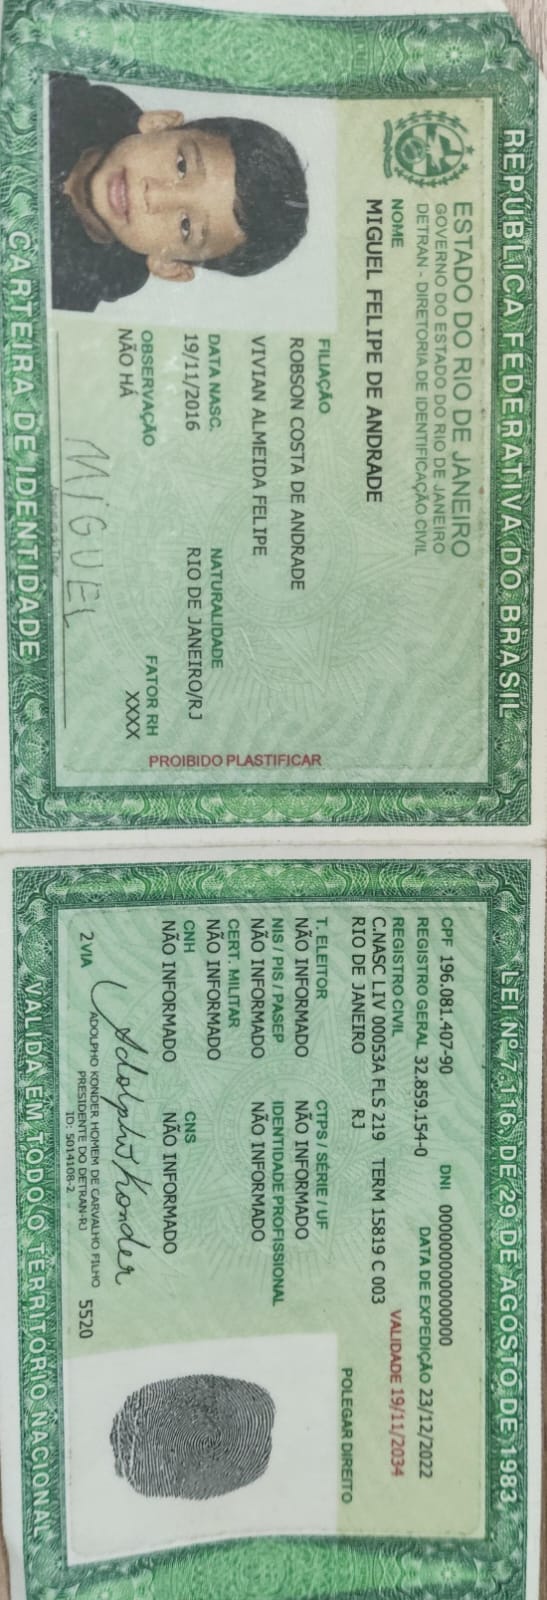 REPÚBLICA FEDERATIVA DO BRASIL
ESTADO DO RIO DE JANEIRO
GOVERNO DO ESTADO DO RIO DE JANEIRO
DETRAN - DIRETORIA DE IDENTIFICAÇÃO CIVIL
NOME
MIGUEL FELIPE DE ANDRADE
FILIAÇÃO
ROBSON COSTA DE ANDRADE
VIVIAN ALMEIDA FELIPE
DATA NASC. NATURALIDADE
19/11/2016 RIO DE JANEIRO/RJ
OBSERVAÇÃO FATOR RH
NÃO HÁ XXXX
MIGUEL
PROIBIDO PLASTIFICAR
CARTEIRA DE IDENTIDADE
LEI Nº 7.116, DE 29 DE AGOSTO DE 1983
CPF 196.081.407-90 DNI 0000000000000
REGISTRO GERAL 32.859.154-0 DATA DE EXPEDIÇÃO 23/12/2022
REGISTRO CIVIL VALIDADE 19/11/2034
C.NASC LIV 00053A FLS 219 TERM 15819 C 003
RIO DE JANEIRO RJ
POLEGAR DIREITO
T. ELEITOR CTPS / SÉRIE / UF
NÃO INFORMADO NÃO INFORMADO
NIS / PIS / PASEP IDENTIDADE PROFISSIONAL
NÃO INFORMADO NÃO INFORMADO
CERT. MILITAR
NÃO INFORMADO
CNH CNS
NÃO INFORMADO NÃO INFORMADO
Adolpho Konder
2 VIA ADOLPHO KONDER HOMEM DE CARVALHO FILHO 5520
PRESIDENTE DO DETRAN-RJ
ID: 5014108-2
VÁLIDA EM TODO O TERRITÓRIO NACIONAL